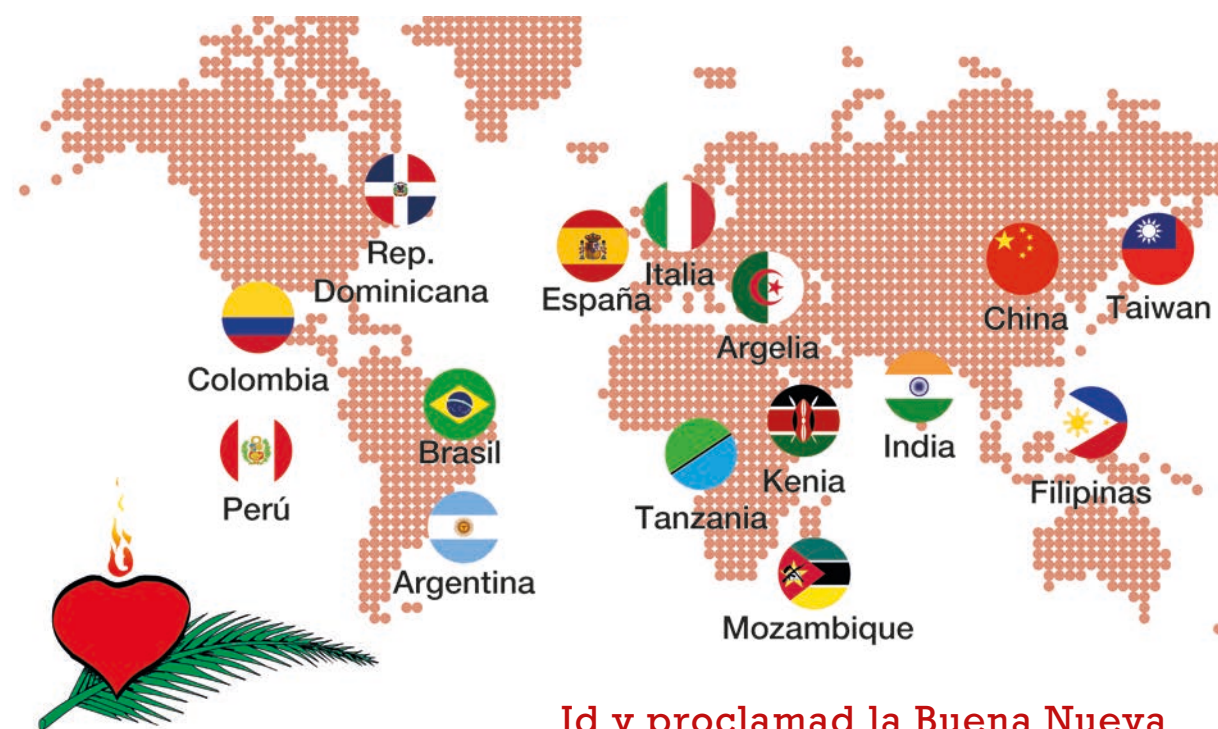 Rep.
Dominicana
Italia
España
China
Taiwan
Argelia
Colombia
Brasil
India
Kenia
Filipinas
Perú
Tanzania
Argentina
Mozambique
Id y proclamad la Buena Nueva